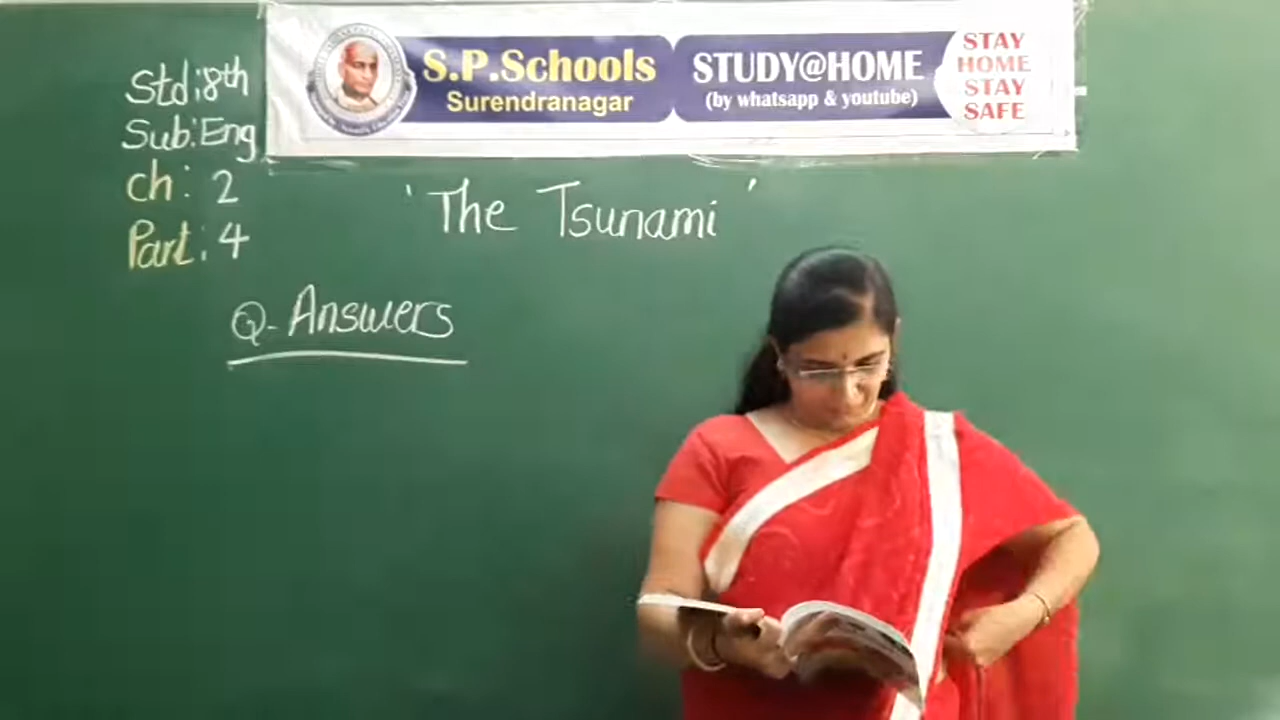 S.P.Schools
Surendranagar
STUDY@HOME
(by whatsapp & youtube)
STAY
HOME
STAY
SAFE
Std: 8th
Sub: Eng
Ch: 2
Part: 4
'The Tsunami'
Q- Answers